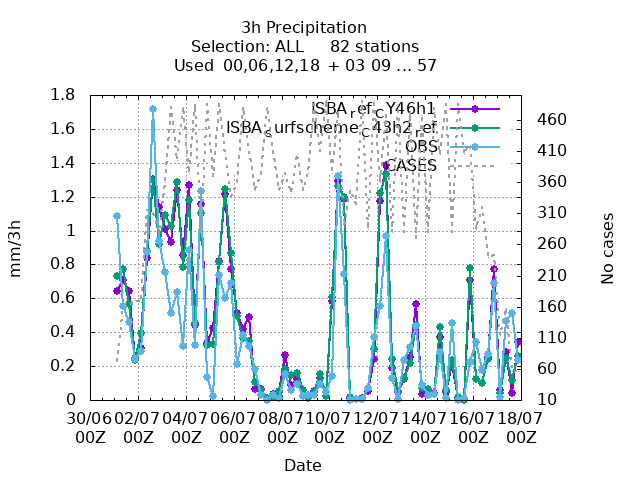 3h Precipitation
Selection: ALL 82 stations
Used 00,06,12,18 + 03 09 ... 57
ISBA_ref_CY46h1
ISBA_surfscheme_C43h2_ref
OBS
CASES
1.8
1.6
1.4
1.2
1
0.8
0.6
0.4
0.2
0
460
410
360
310
260
210
160
110
60
10
mm/3h
No cases
30/06 02/07 04/07 06/07 08/07 10/07 12/07 14/07 16/07 18/07
00Z 00Z 00Z 00Z 00Z 00Z 00Z 00Z 00Z 00Z
Date